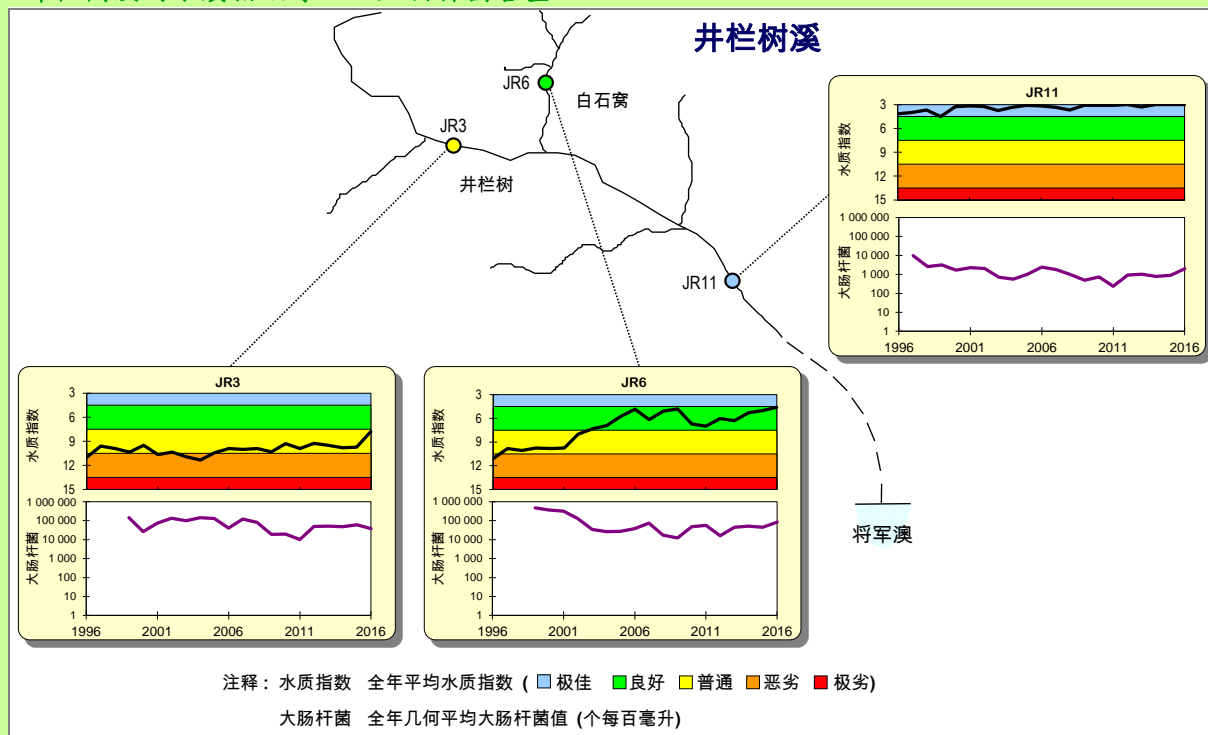 井栏树溪
JR6
白石窝
JR3
井栏树
JR11
将军澳
JR11
水质指数
3
6
9
12
15
大肠杆菌
1 000 000
100 000
10 000
1 000
100
10
1
1996
2001
2006
2011
2016
JR3
水质指数
3
6
9
12
15
大肠杆菌
1 000 000
100 000
10 000
1 000
100
10
1
1996
2001
2006
2011
2016
JR6
水质指数
3
6
9
12
15
大肠杆菌
1 000 000
100 000
10 000
1 000
100
10
1
1996
2001
2006
2011
2016
注释: 水质指数 全年平均水质指数 ( 极佳 良好 普通 恶劣 极劣)
大肠杆菌 全年几何平均大肠杆菌值 (个每百毫升)